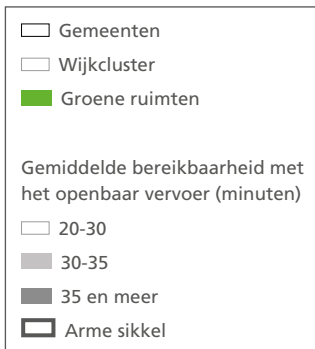 Gemeenten
Wijkcluster
Groene ruimten
Gemiddelde bereikbaarheid met
het openbaar vervoer (minuten)
20-30
30-35
35 en meer
Arme sikkel